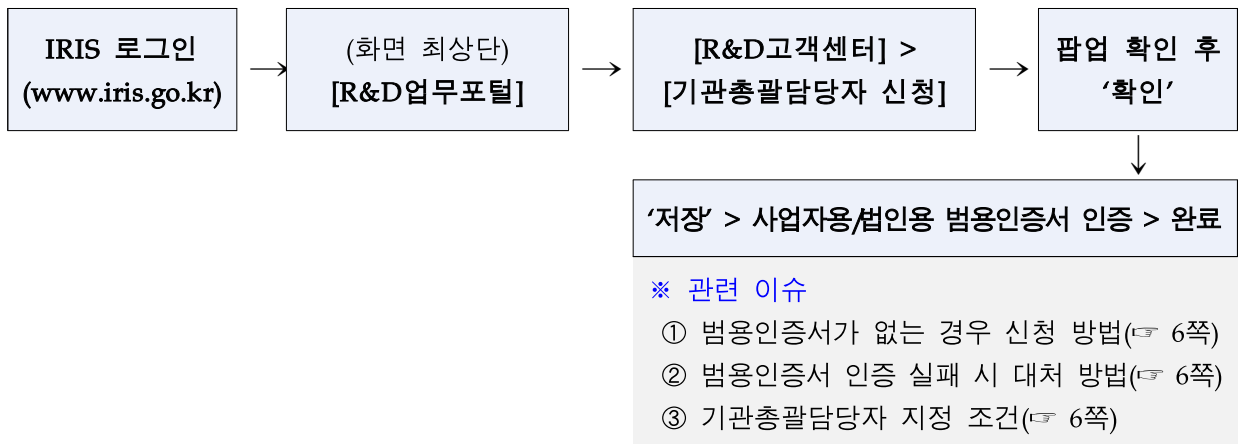 IRIS 로그인
(www.iris.go.kr)
(화면 최상단)
[R&D업무포털]
[R&D고객센터] >
[기관총괄담당자 신청]
팝업 확인 후
‘확인’
‘저장’ > 사업자용/법인용 범용인증서 인증 > 완료
※ 관련 이슈
① 범용인증서가 없는 경우 신청 방법(☞ 6쪽)
② 범용인증서 인증 실패 시 대처 방법(☞ 6쪽)
③ 기관총괄담당자 지정 조건(☞ 6쪽)